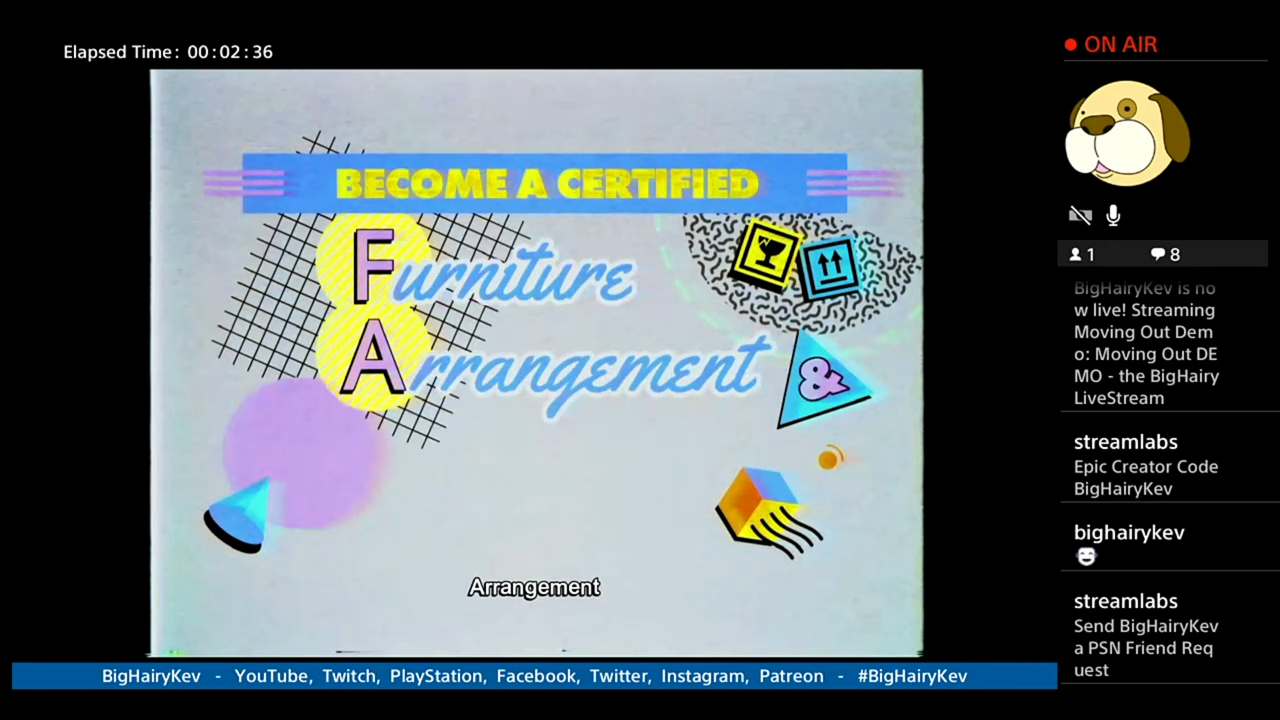 Elapsed Time: 00:02:36
BECOME A CERTIFIED
Furniture
Arrangement
&
Arrangement
BigHairyKev - YouTube, Twitch, PlayStation, Facebook, Twitter, Instagram, Patreon - #BigHairyKev
ON AIR
1 8
BigHairyKev is no
w live! Streaming
Moving Out Dem
o: Moving Out DE
MO - the BigHairy
LiveStream
streamlabs
Epic Creator Code
BigHairyKev
bighairykev
streamlabs
Send BigHairyKev
a PSN Friend Req
uest